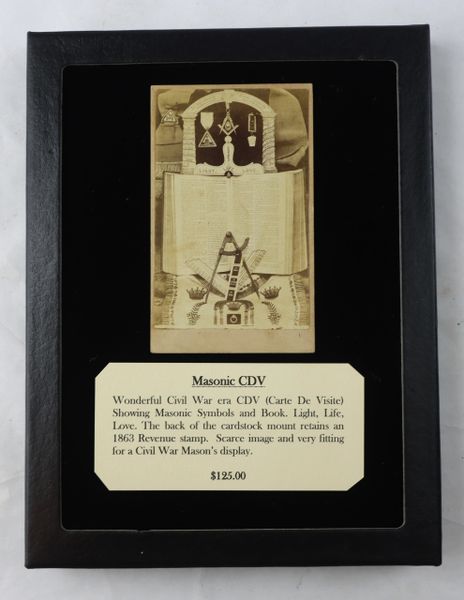 LIGHT, LOVE.
Masonic CDV
Wonderful Civil War era CDV (Carte De Visite)
Showing Masonic Symbols and Book. Light, Life,
Love. The back of the cardstock mount retains an
1863 Revenue stamp. Scarce image and very fitting
for a Civil War Mason's display.
$125.00